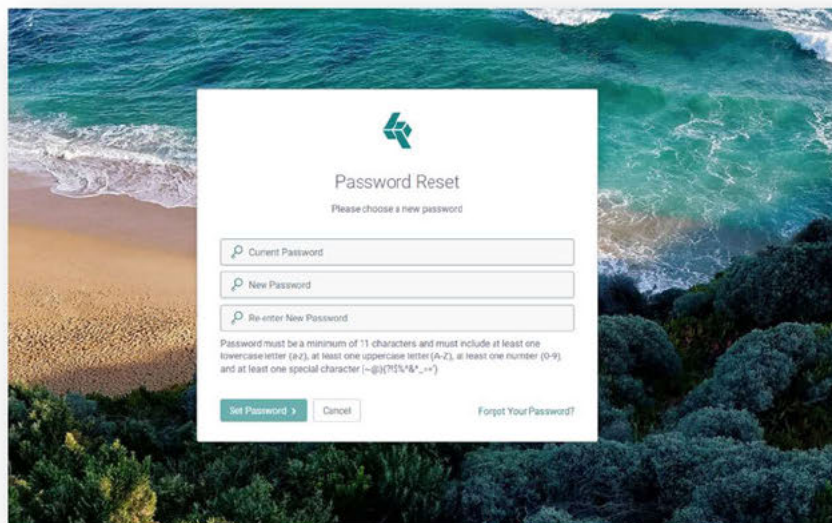 Password Reset
Please choose a new password
Current Password
New Password
Re-enter New Password
Password must be a minimum of 11 characters and must include at least one
lowercase letter (a-z), at least one uppercase letter (A-Z), at least one number (0-9)
and at least one special character
Set Password >
Cancel
Forgot Your Password?